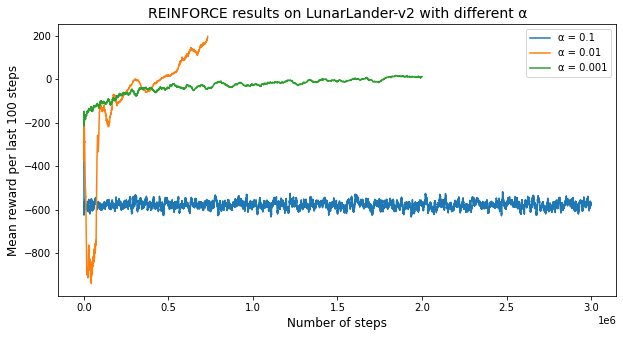 REINFORCE results on LunarLander-v2 with different α
α = 0.1
α = 0.01
α = 0.001
Mean reward per last 100 steps
200
0
−200
−400
−600
−800
0.0 0.5 1.0 1.5 2.0 2.5 3.0
1e6
Number of steps